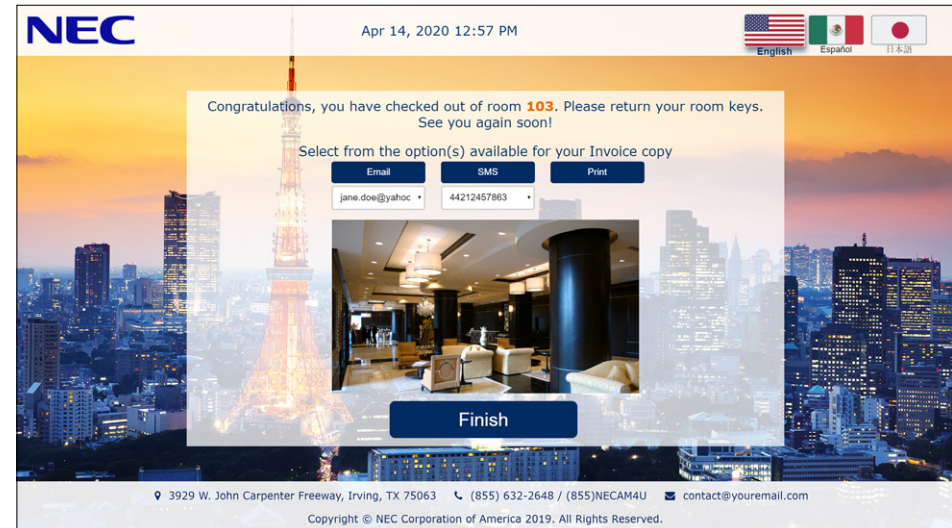 NEC
Apr 14, 2020 12:57 PM
English
Español
日本語
Congratulations, you have checked out of room 103. Please return your room keys.
See you again soon!
Select from the option(s) available for your Invoice copy
Email
SMS
Print
jane.doe@yahoc
44212457863
Finish
3929 W. John Carpenter Freeway, Irving, TX 75063 (855) 632-2648 / (855)NECAM4U contact@youremail.com
Copyright © NEC Corporation of America 2019. All Rights Reserved.